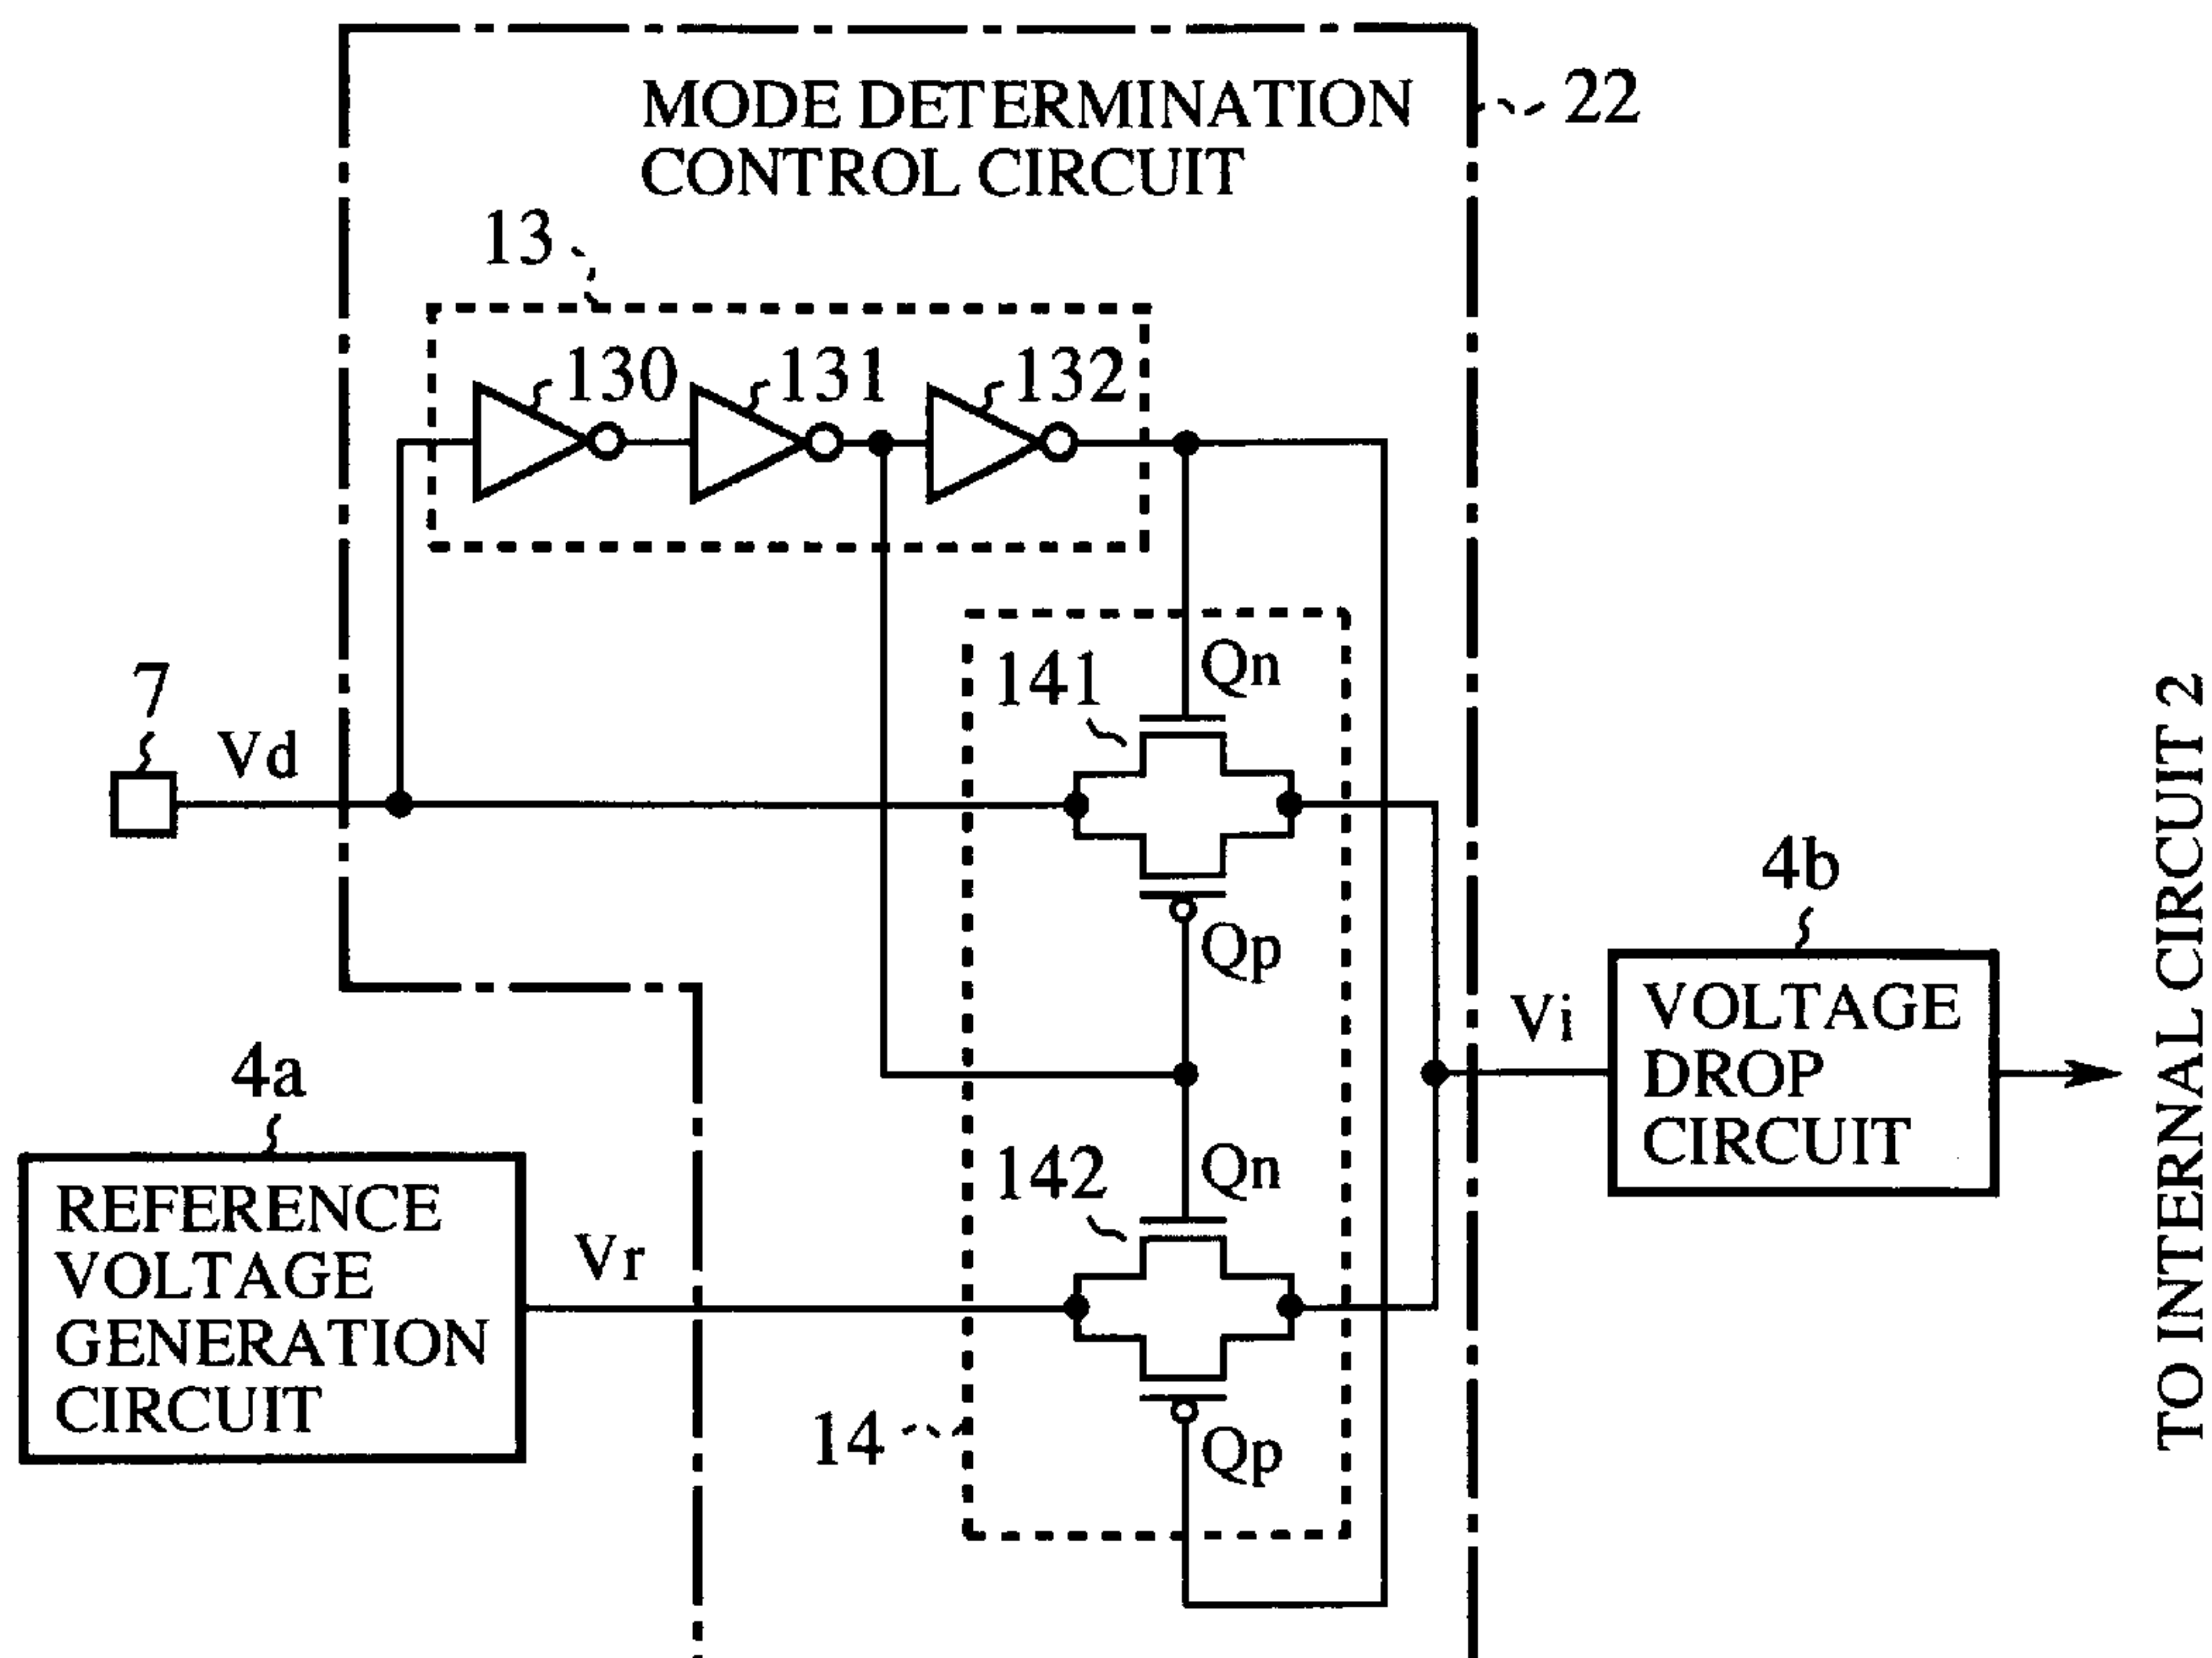 MODE DETERMINATION
CONTROL CIRCUIT
22
13
130
131
132
141
Qn
7
Vd
Qp
4b
VOLTAGE
DROP
CIRCUIT
Vi
TO INTERNAL CIRCUIT 2
4a
REFERENCE
VOLTAGE
GENERATION
CIRCUIT
Vr
142
Qn
14
Qp